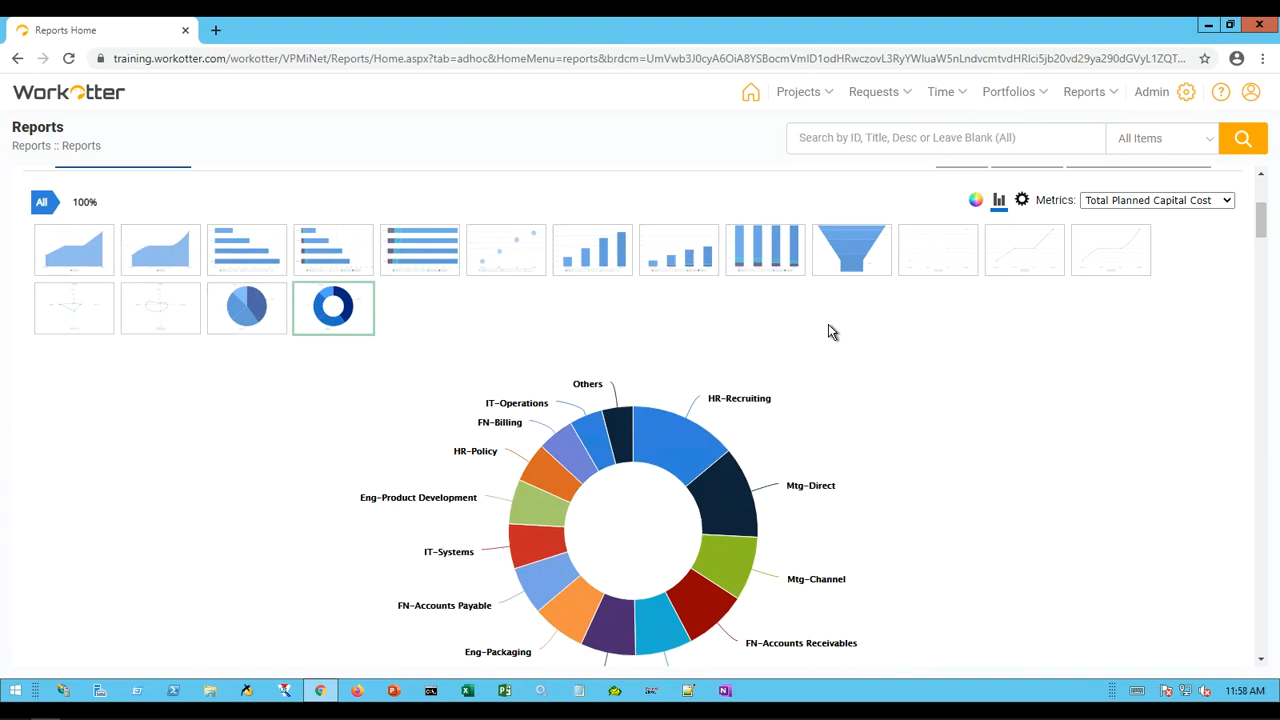 Reports Home
training.workotter.com/workotter/VPMiNet/Reports/Home.aspx?tab=adhoc&HomeMenu=reports&brdcm=
WorkOtter
Projects Requests Time Portfolios Reports Admin
Reports
Reports :: Reports
Search by ID, Title, Desc or Leave Blank (All)
All Items
All
100%
Metrics:
Total Planned Capital Cost
Others
HR-Recruiting
IT-Operations
FN-Billing
HR-Policy
Mtg-Direct
Eng-Product Development
IT-Systems
Mtg-Channel
FN-Accounts Payable
FN-Accounts Receivables
Eng-Packaging
11:58 AM